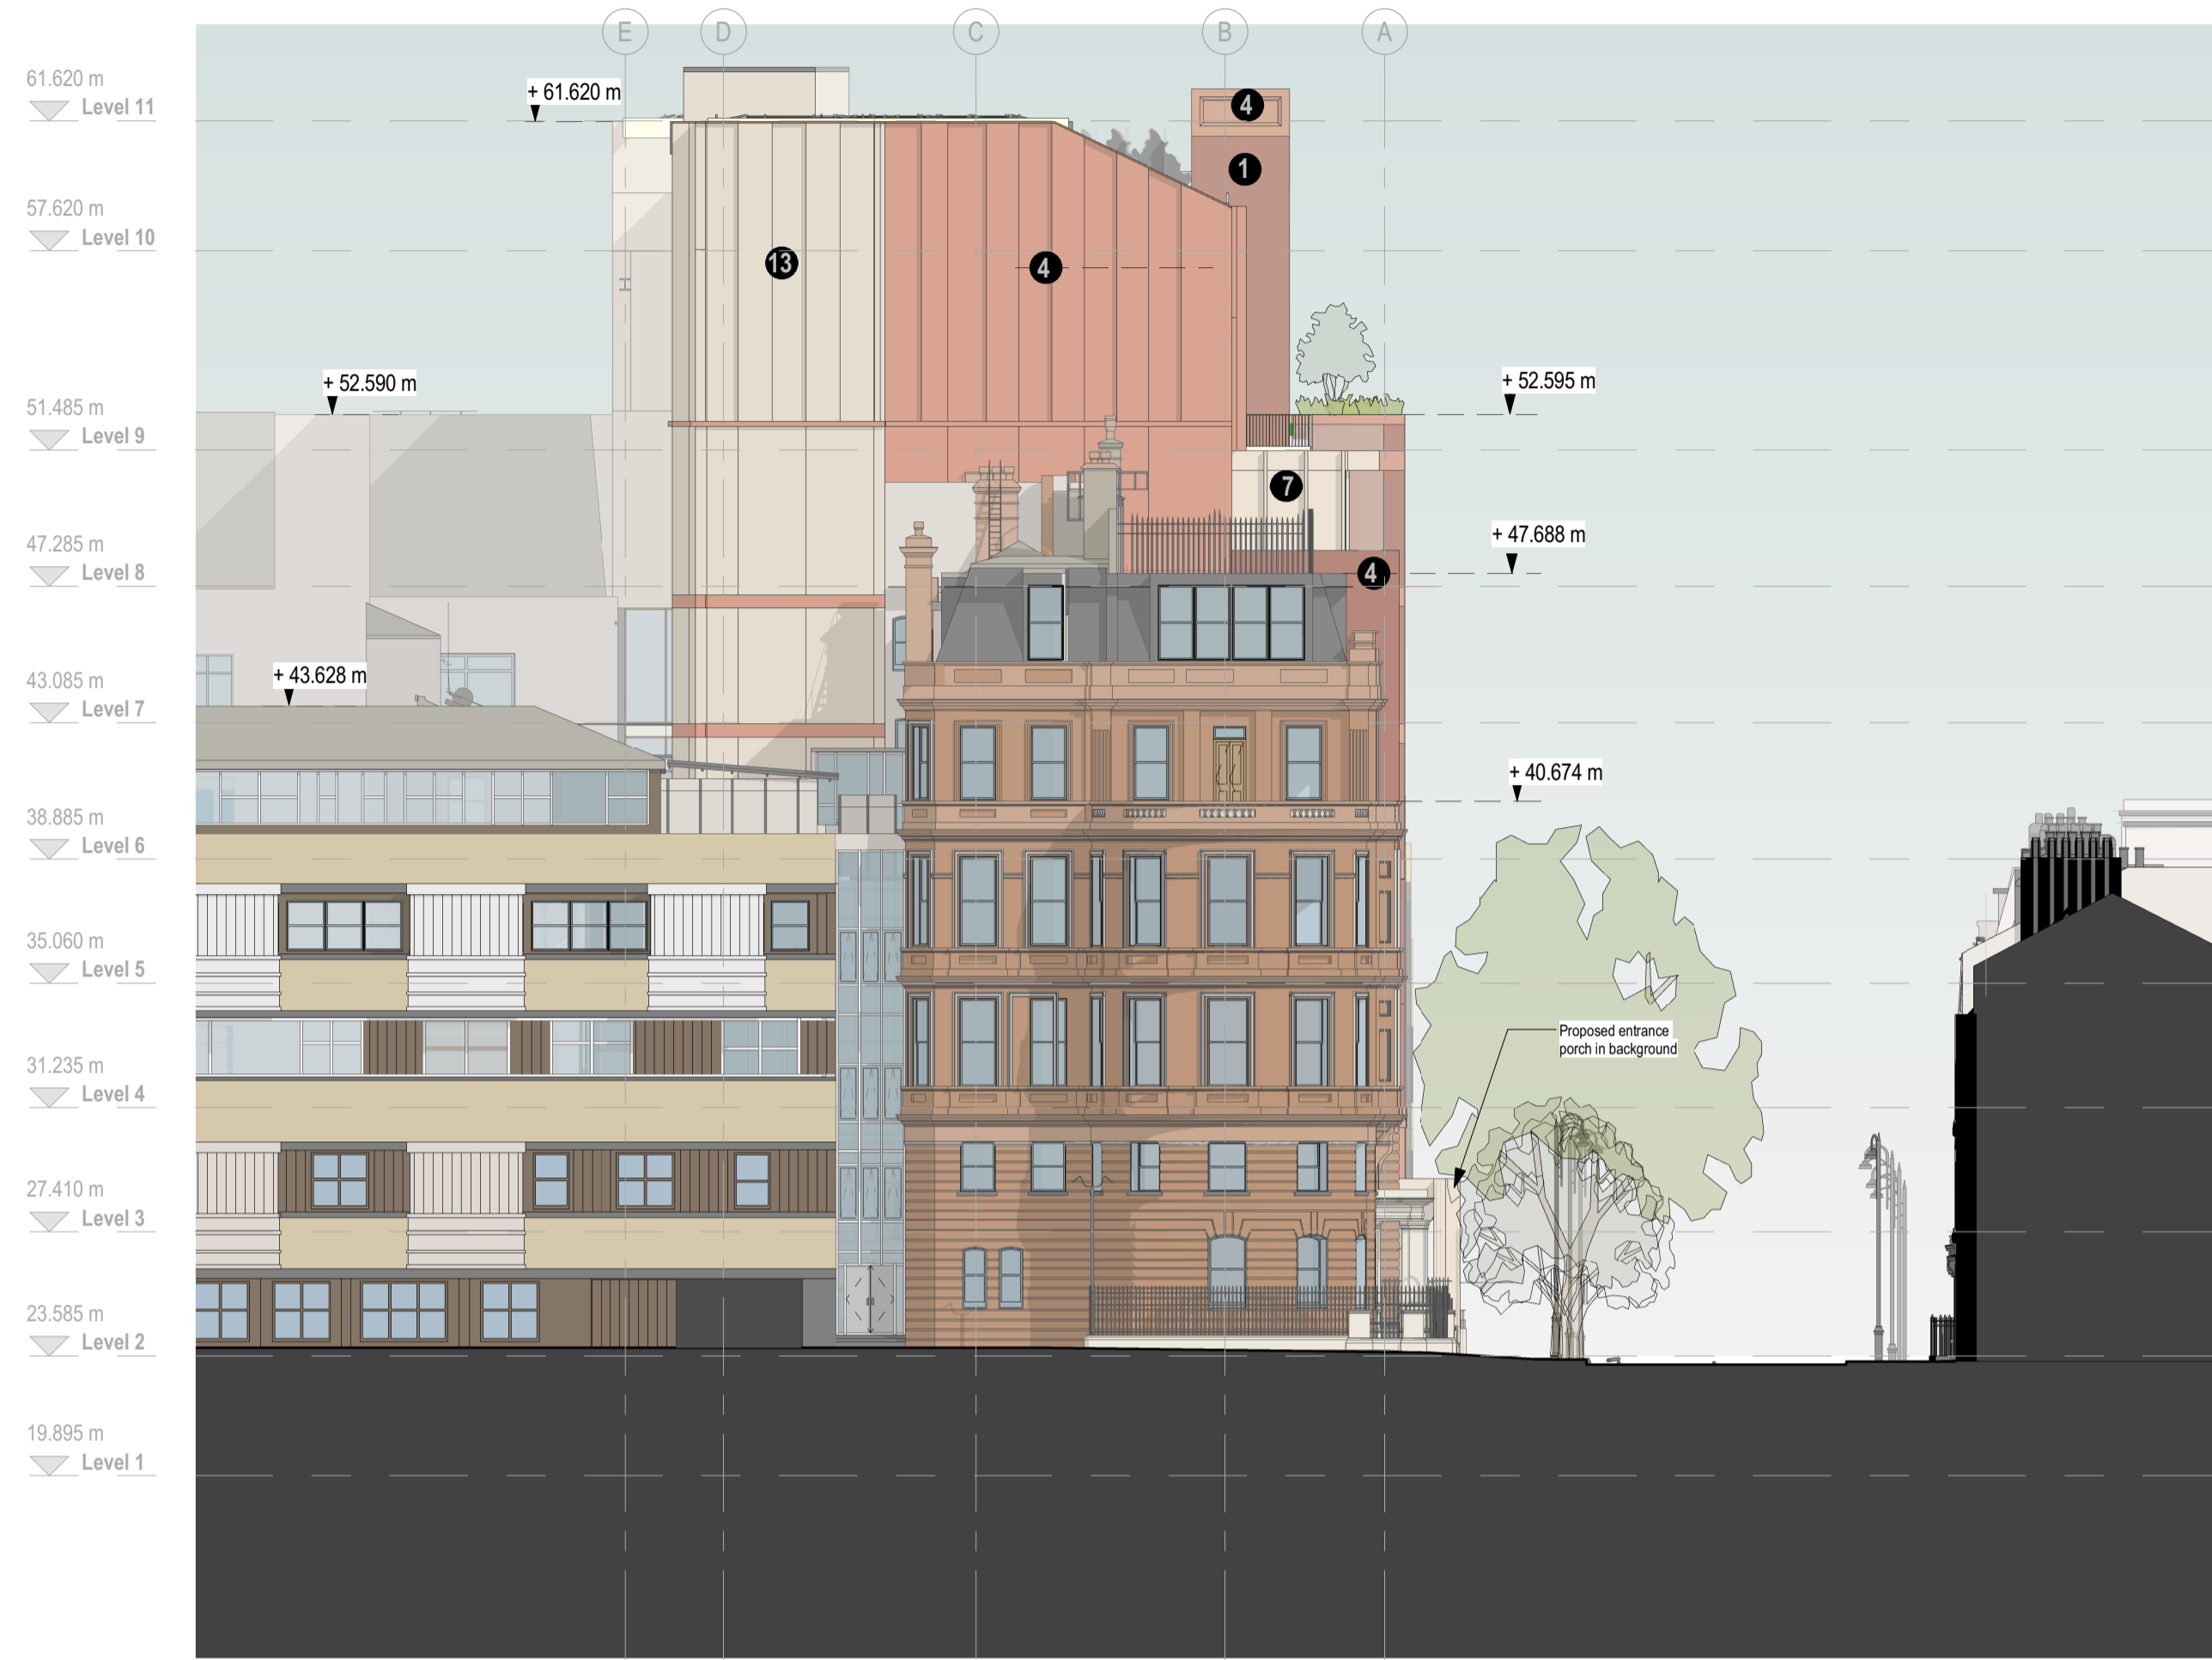 E
D
C
B
A
61.620 m
Level 11
+ 61.620 m
4
1
57.620 m
Level 10
13
4
+ 52.590 m
+ 52.595 m
51.485 m
Level 9
7
47.285 m
Level 8
+ 47.688 m
4
43.085 m
Level 7
+ 43.628 m
+ 40.674 m
38.885 m
Level 6
35.060 m
Level 5
Proposed entrance
porch in background
31.235 m
Level 4
27.410 m
Level 3
23.585 m
Level 2
19.895 m
Level 1